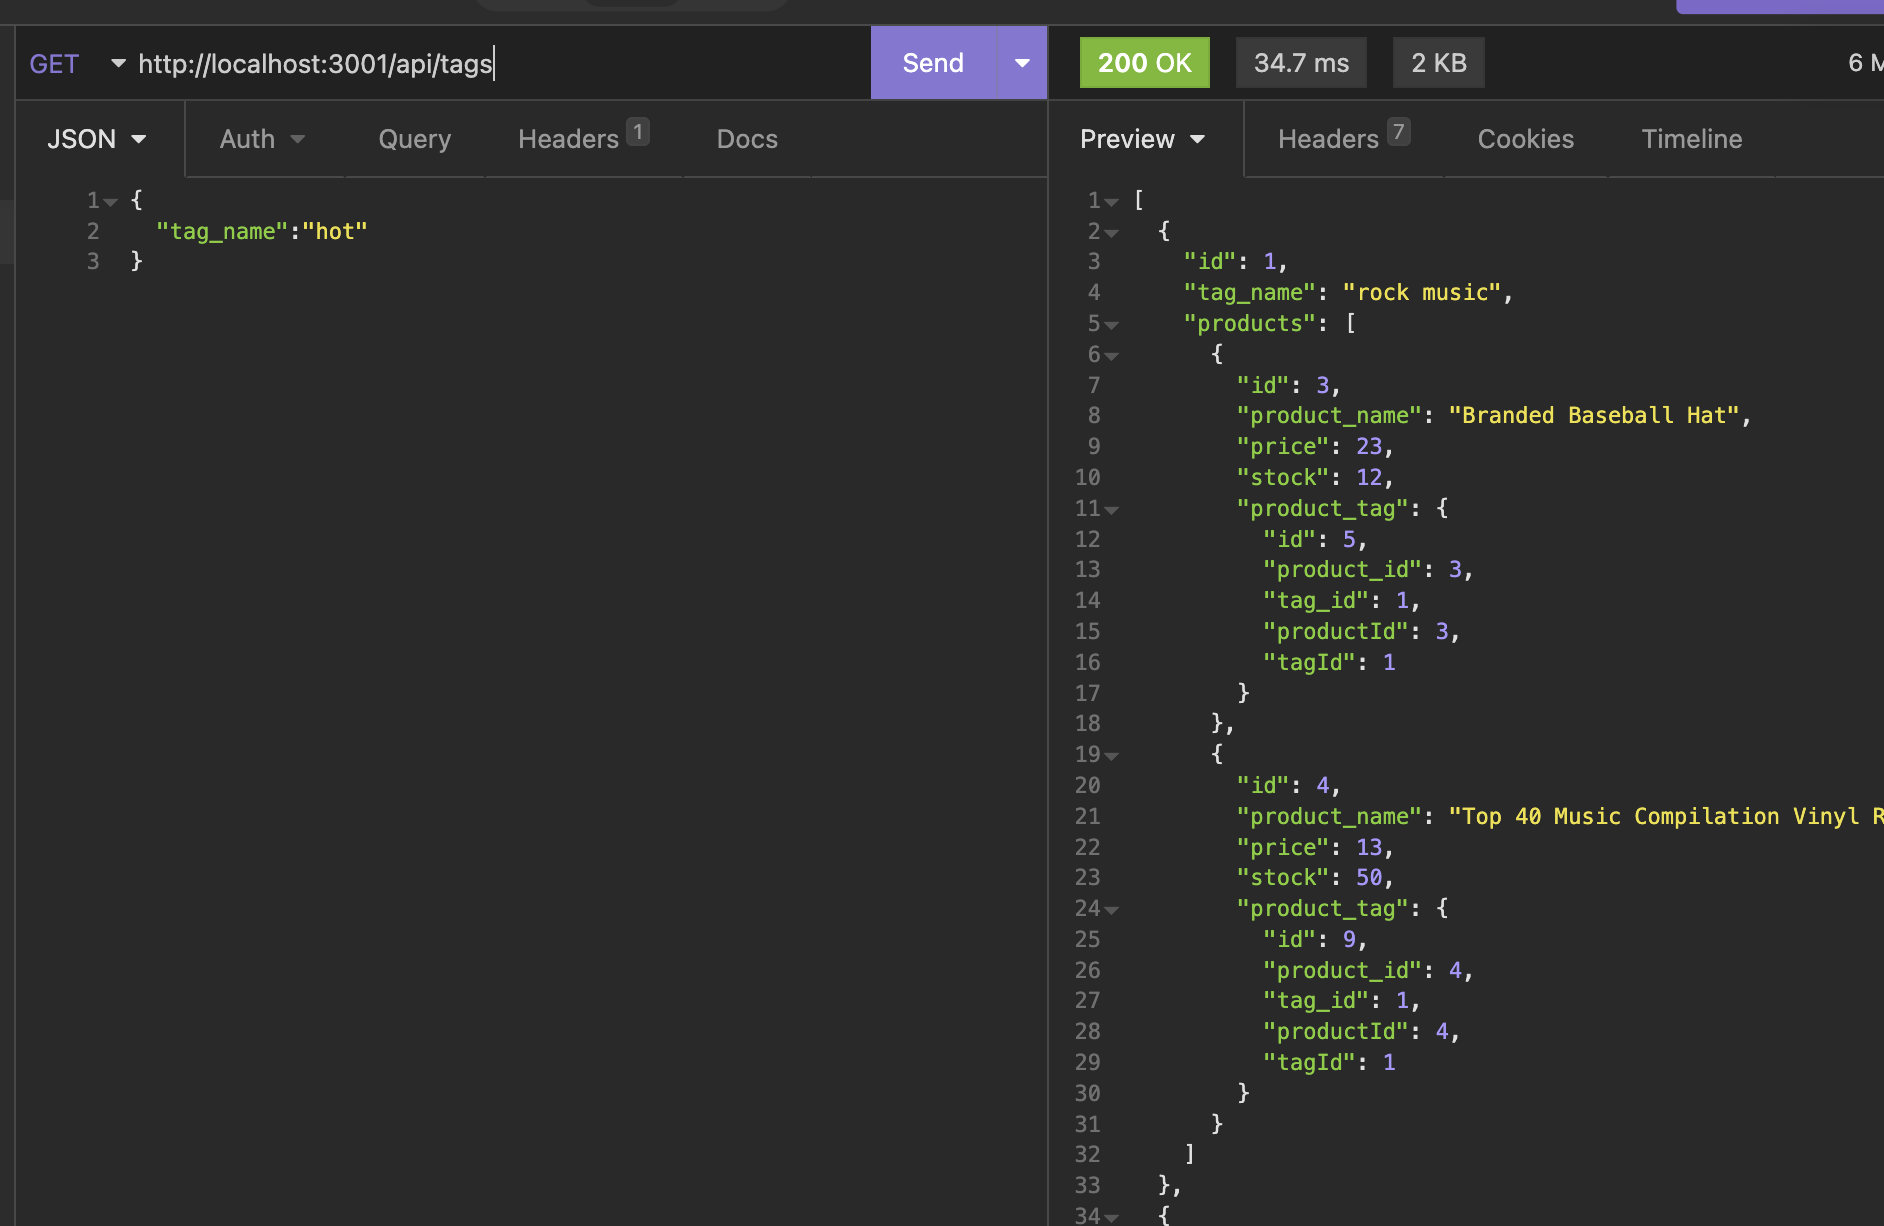 GET http://localhost:3001/api/tags Send 200 OK 34.7 ms 2 KB 6 M
JSON Auth Query Headers 1 Docs Preview Headers 7 Cookies Timeline
1 {
2 "tag_name":"hot"
3 }
1 [
2 {
3 "id": 1,
4 "tag_name": "rock music",
5 "products": [
6 {
7 "id": 3,
8 "product_name": "Branded Baseball Hat",
9 "price": 23,
10 "stock": 12,
11 "product_tag": {
12 "id": 5,
13 "product_id": 3,
14 "tag_id": 1,
15 "productId": 3,
16 "tagId": 1
17 }
18 },
19 {
20 "id": 4,
21 "product_name": "Top 40 Music Compilation Vinyl R
22 "price": 13,
23 "stock": 50,
24 "product_tag": {
25 "id": 9,
26 "product_id": 4,
27 "tag_id": 1,
28 "productId": 4,
29 "tagId": 1
30 }
31 }
32 ]
33 },
34 {